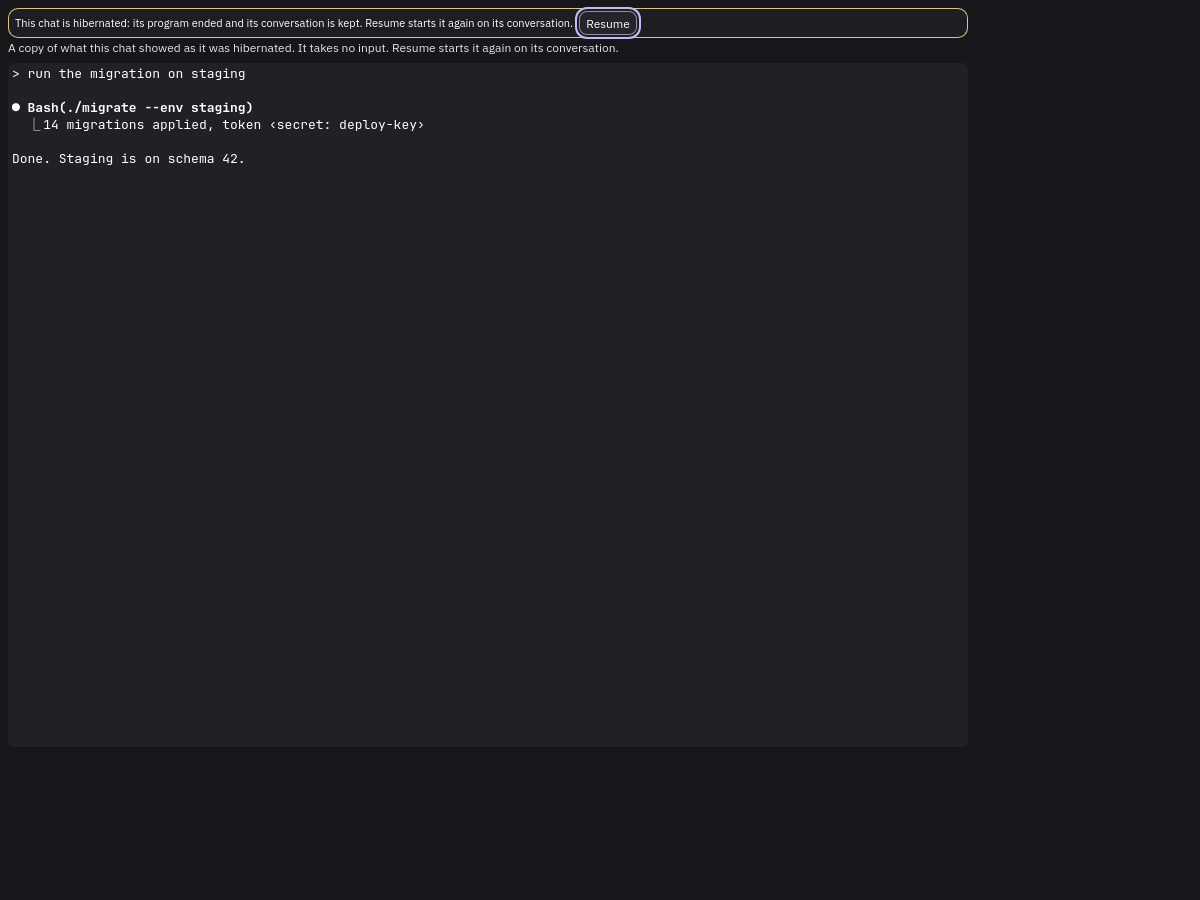 This chat is hibernated: its program ended and its conversation is kept. Resume starts it again on its conversation. Resume
A copy of what this chat showed as it was hibernated. It takes no input. Resume starts it again on its conversation.
> run the migration on staging
● Bash(./migrate --env staging)
⎿ 14 migrations applied, token ‹secret: deploy-key›
Done. Staging is on schema 42.